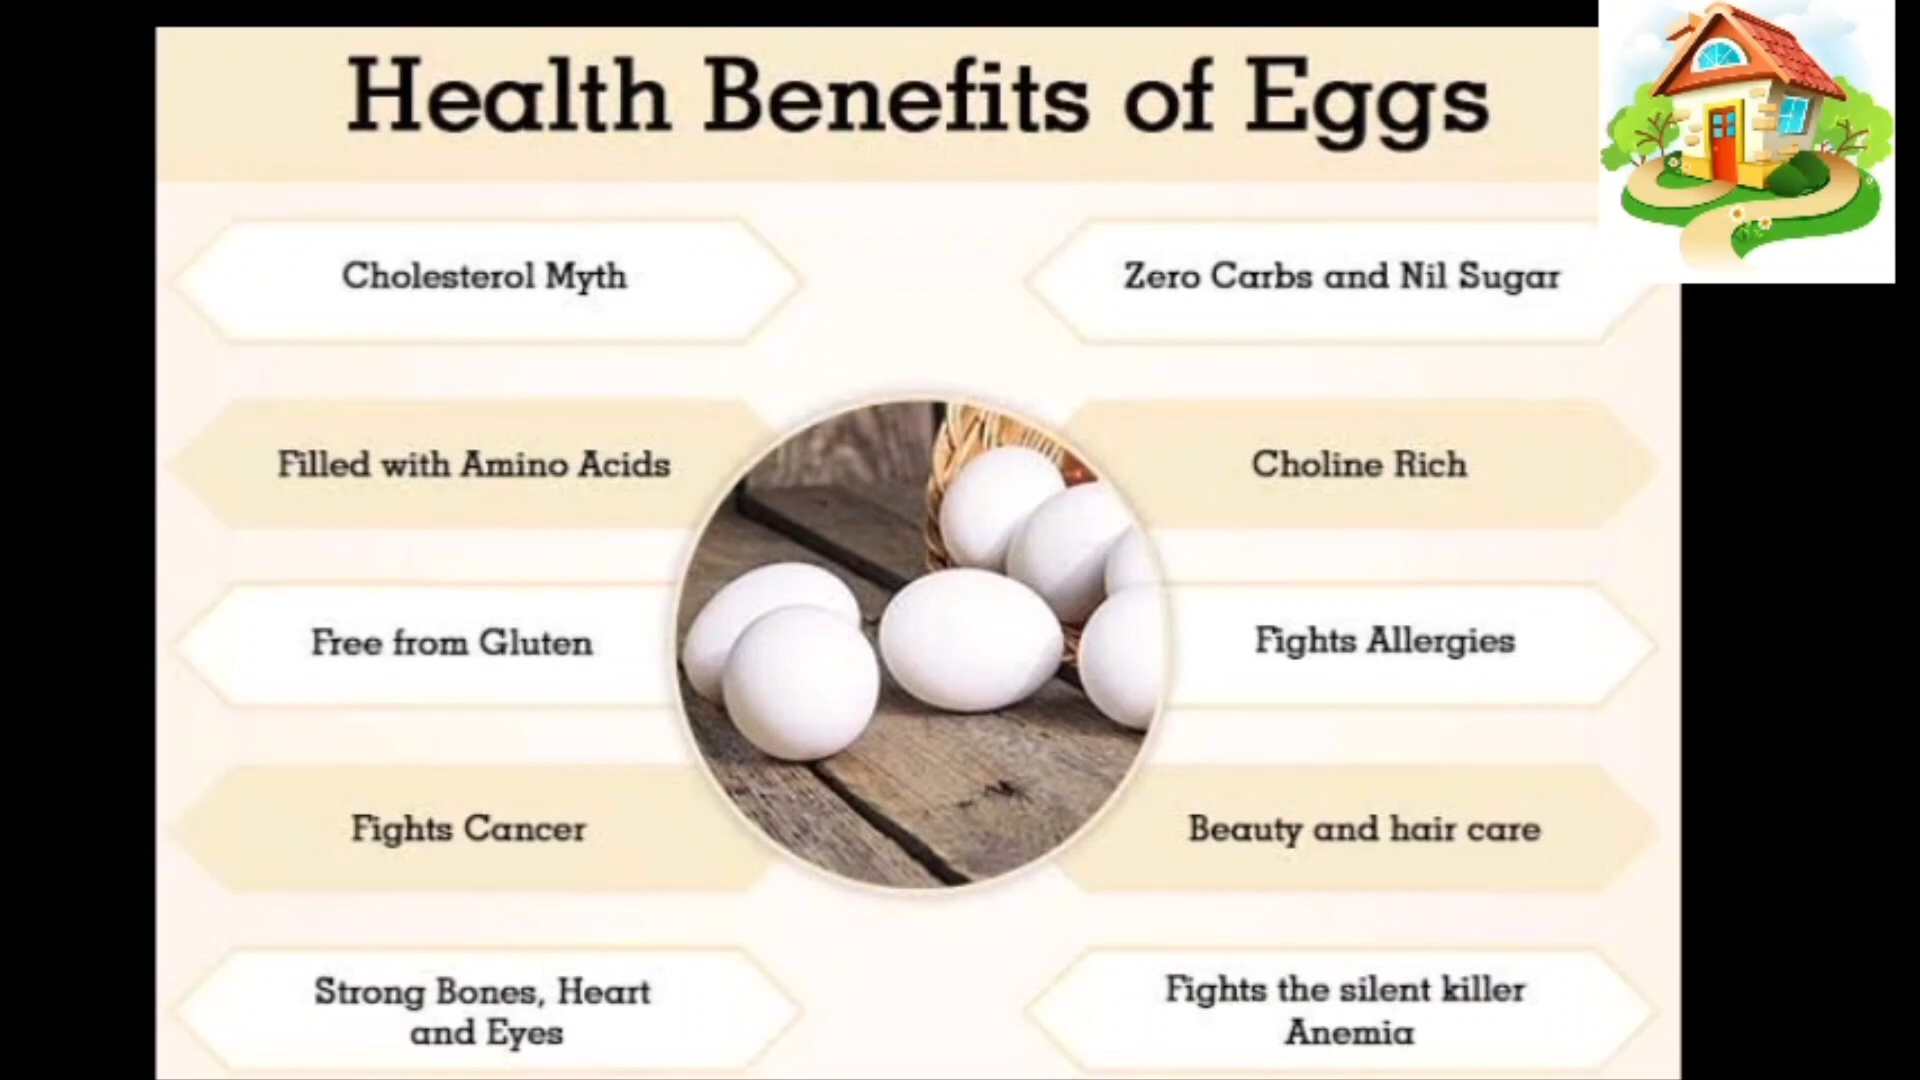 Health Benefits of Eggs
Cholesterol Myth
Zero Carbs and Nil Sugar
Filled with Amino Acids
Choline Rich
Free from Gluten
Fights Allergies
Fights Cancer
Beauty and hair care
Strong Bones, Heart
and Eyes
Fights the silent killer
Anemia